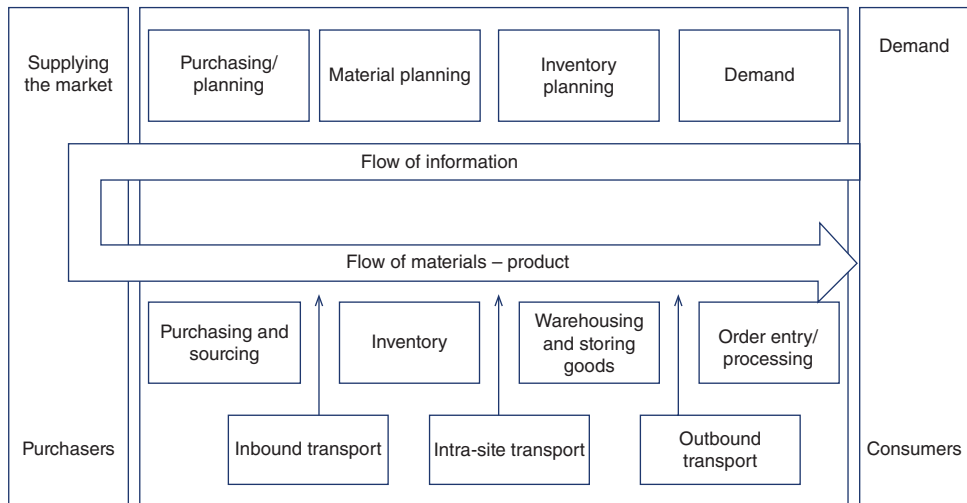 Supplying
the market
Purchasing/
planning
Material planning
Inventory
planning
Demand
Demand
Flow of information
Flow of materials – product
Purchasing and
sourcing
Inventory
Warehousing
and storing
goods
Order entry/
processing
Purchasers
Inbound transport
Intra-site transport
Outbound
transport
Consumers